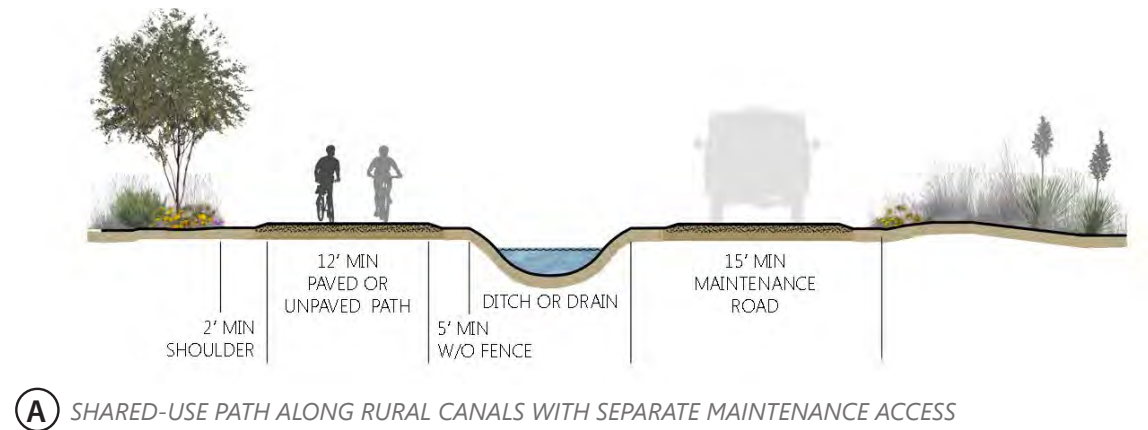 12' MIN
PAVED OR
UNPAVED PATH
DITCH OR DRAIN
15' MIN
MAINTENANCE
ROAD
2' MIN
SHOULDER
5' MIN
W/O FENCE
A SHARED-USE PATH ALONG RURAL CANALS WITH SEPARATE MAINTENANCE ACCESS